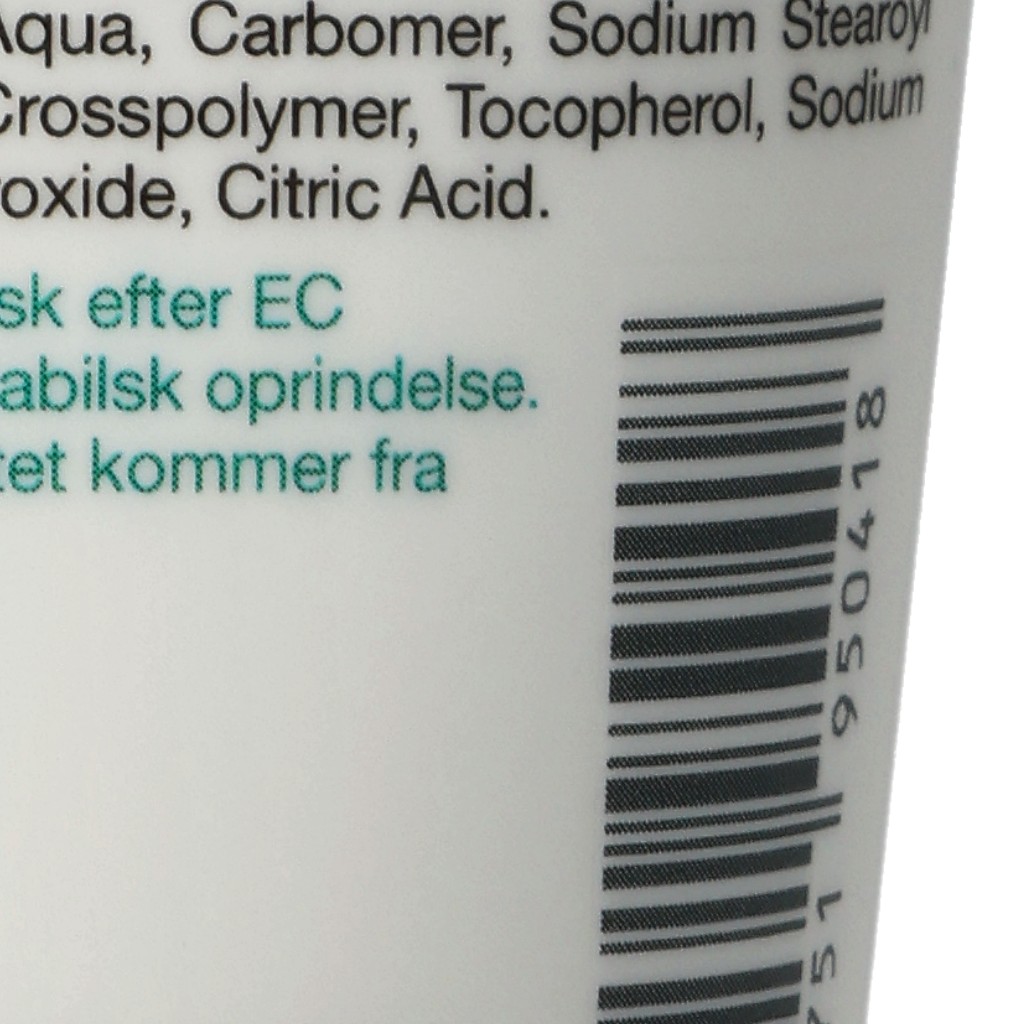 Aqua, Carbomer, Sodium Stearoyl
Crosspolymer, Tocopherol, Sodium
roxide, Citric Acid.
sk efter EC
abilsk oprindelse.
tet kommer fra
751 950418